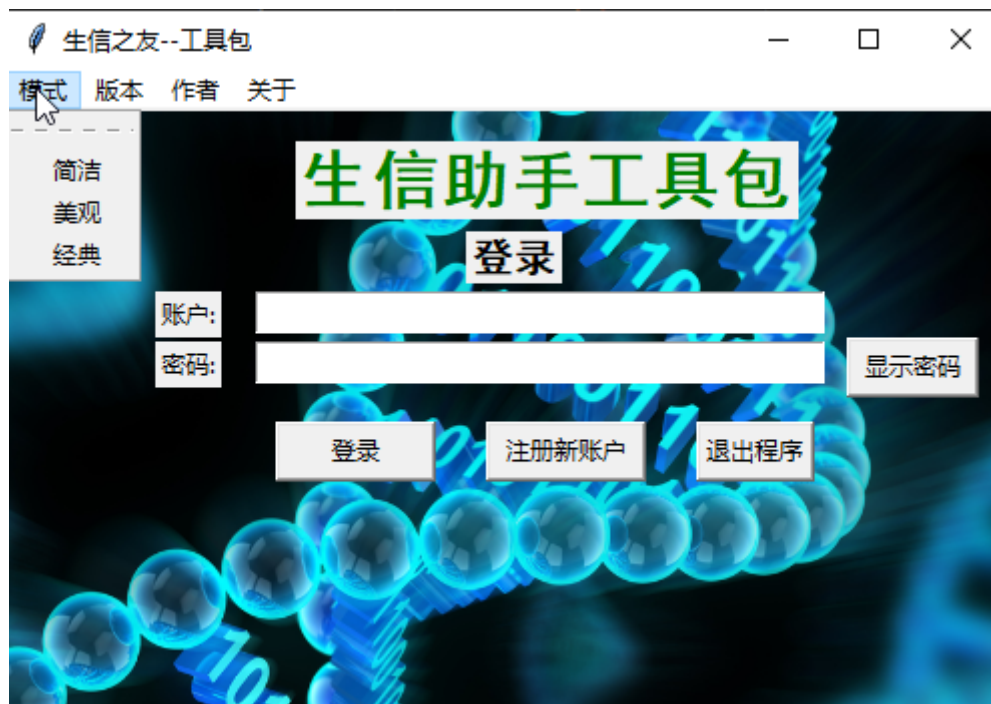 生信之友--工具包
模式 版本 作者 关于
简洁
美观
经典
生信助手工具包
登录
账户:
密码: 显示密码
登录 注册新账户 退出程序